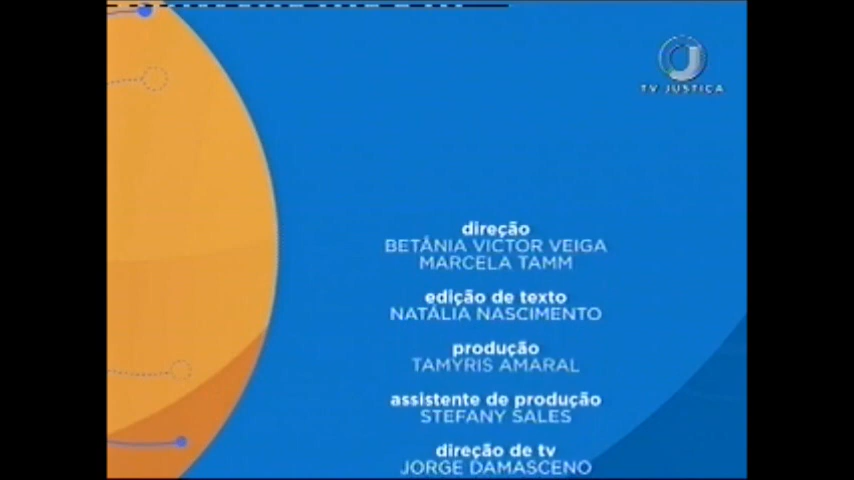 TV JUSTIÇA
direção
BETÂNIA VICTOR VEIGA
MARCELA TAMM
edição de texto
NATÁLIA NASCIMENTO
produção
TAMYRIS AMARAL
assistente de produção
STEFANY SALES
direção de tv
JORGE DAMASCENO